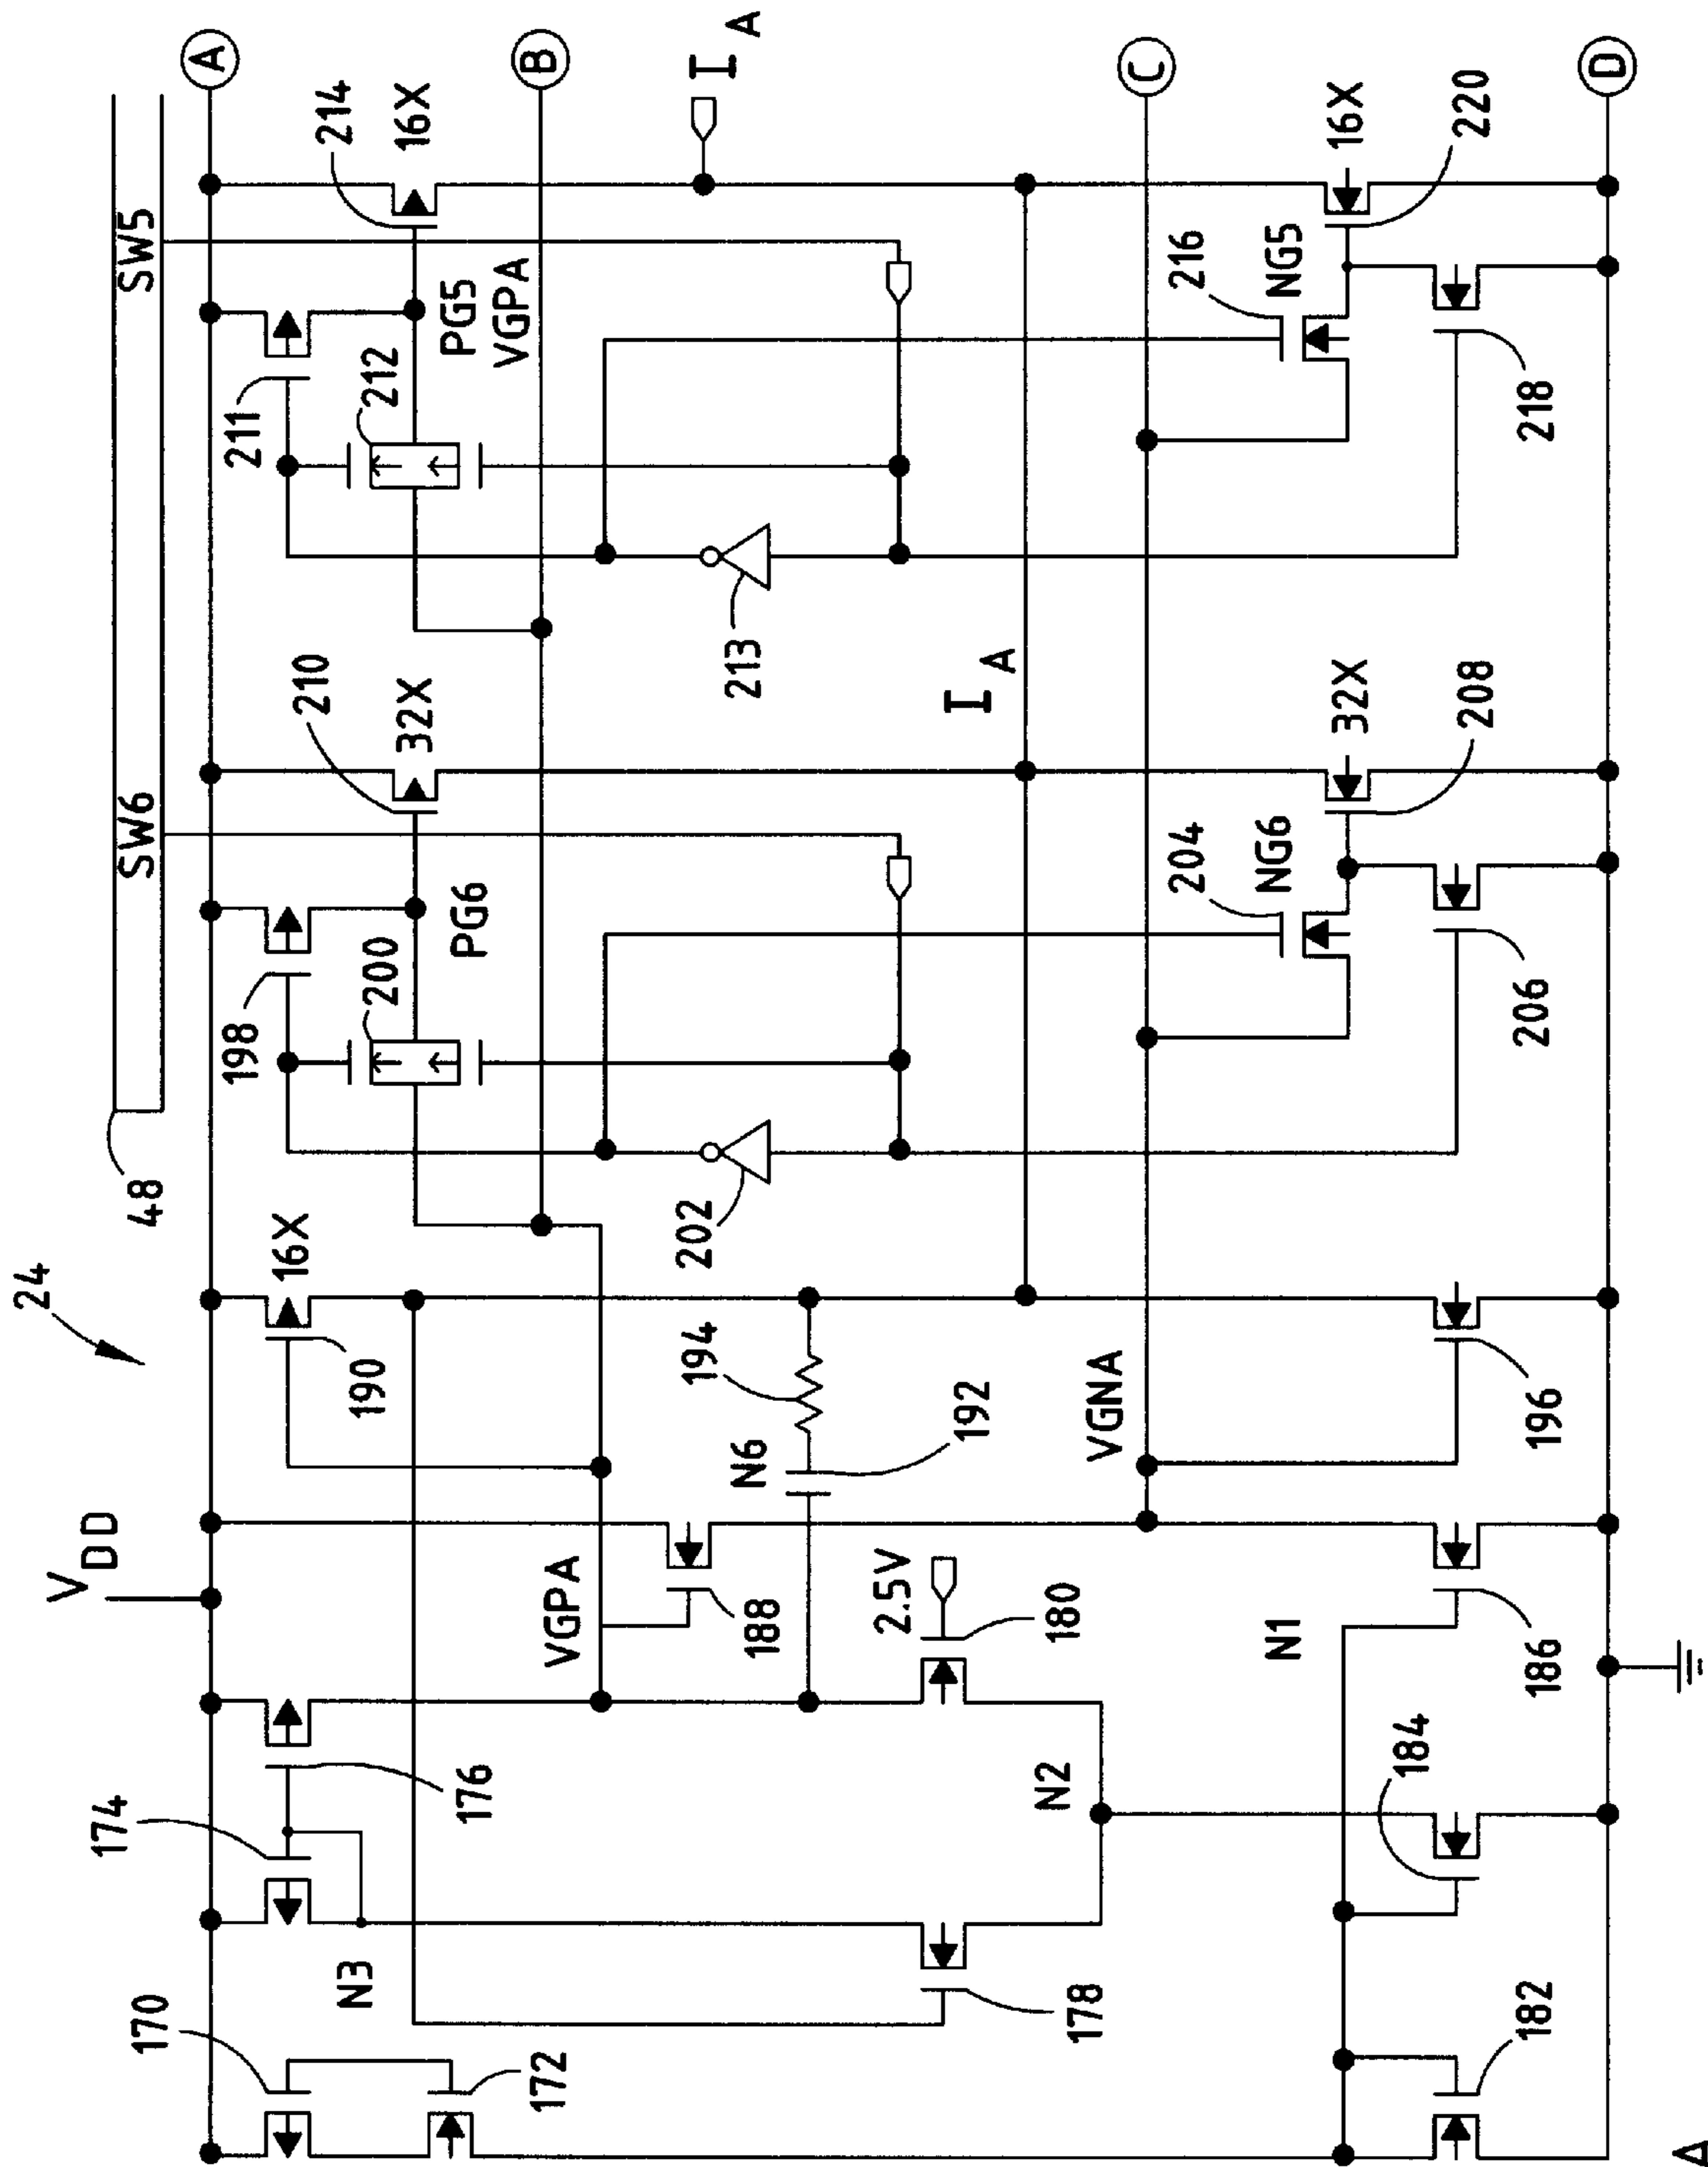 24
V DD
48
SW6
SW5
A
B
C
D
170
172
N3
174
176
178
VGPA
188
2.5V
180
N2
N1
182
184
186
190
16X
N6
192
194
VGNA
196
198
200
PG6
202
210
32X
I A
204
NG6
206
208
32X
211
212
PG5
VGPA
213
214
16X
I A
216
NG5
218
220
16X
A